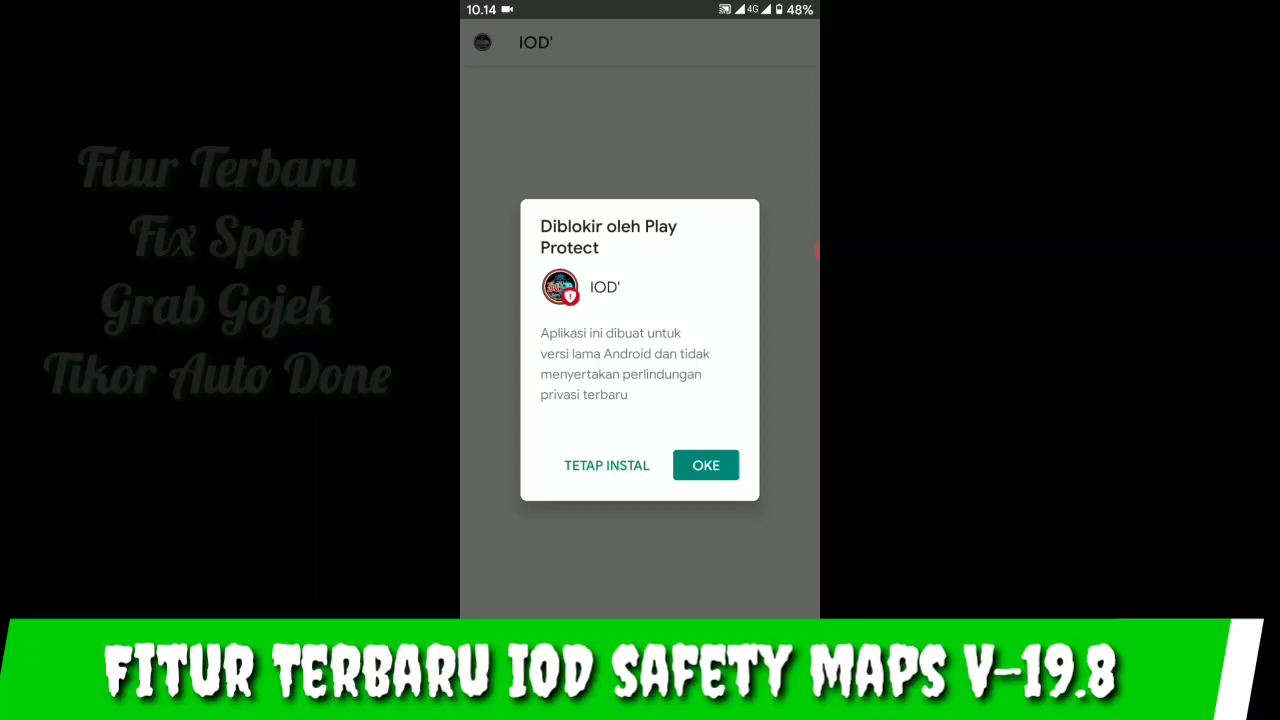 10.14
4G
48%
IOD'
Fitur Terbaru
Fix Spot
Grab Gojek
Tikor Auto Done
Diblokir oleh Play
Protect
IOD'
Aplikasi ini dibuat untuk
versi lama Android dan tidak
menyertakan perlindungan
privasi terbaru
TETAP INSTAL
OKE
FITUR TERBARU IOD SAFETY MAPS V-19.8